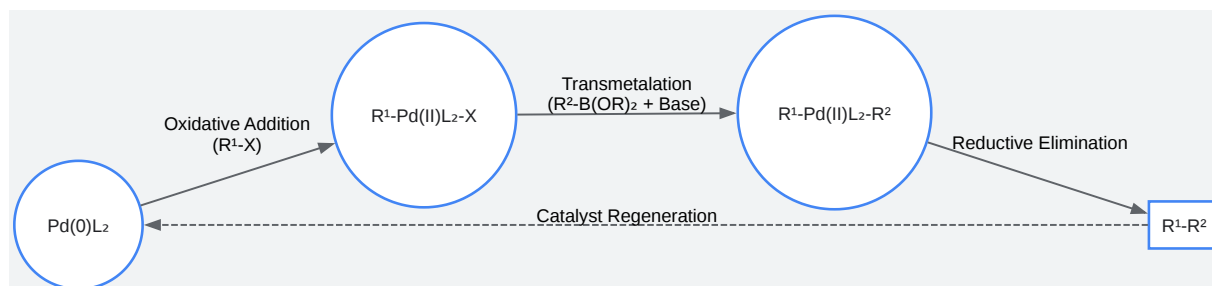 Oxidative Addition
(R¹-X)
R¹-Pd(II)L₂-X
Transmetalation
(R²-B(OR)₂ + Base)
R¹-Pd(II)L₂-R²
Reductive Elimination
Pd(0)L₂
Catalyst Regeneration
R¹-R²